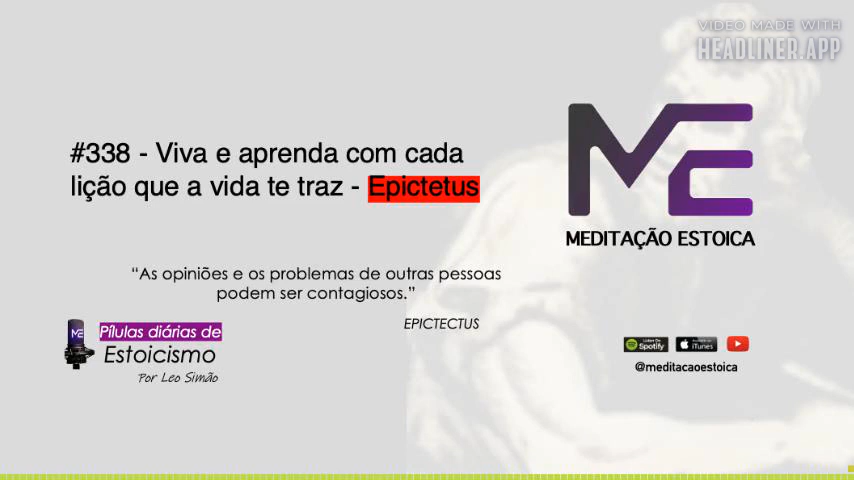 VIDEO MADE WITH
HEADLINER.APP
#338 - Viva e aprenda com cada
lição que a vida te traz - Epictetus
ME
MEDITAÇÃO ESTOICA
“As opiniões e os problemas de outras pessoas
podem ser contagiosos.”
EPICTECTUS
ME
Pílulas diárias de
Estoicismo
Por Leo Simão
Spotify
iTunes
@meditacaoestoica